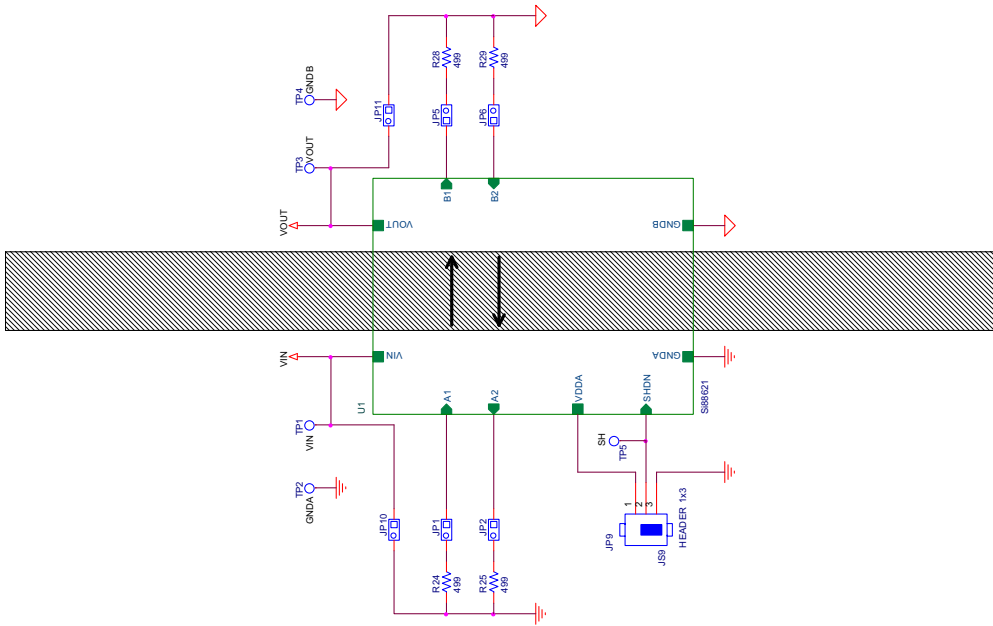 TP4
GNDB
TP3
VOUT
VOUT
JP11
R28
499
JP5
R29
499
JP6
B1
B2
VOUT
GNDB
VIN
VIN
GNDA
U1
A1
A2
VDDA
SHDN
Si88621
TP1
VIN
TP2
GNDA
SH
TP5
JP10
JP1
JP2
R24
499
R25
499
1
2
3
JP9
JS9
HEADER 1x3